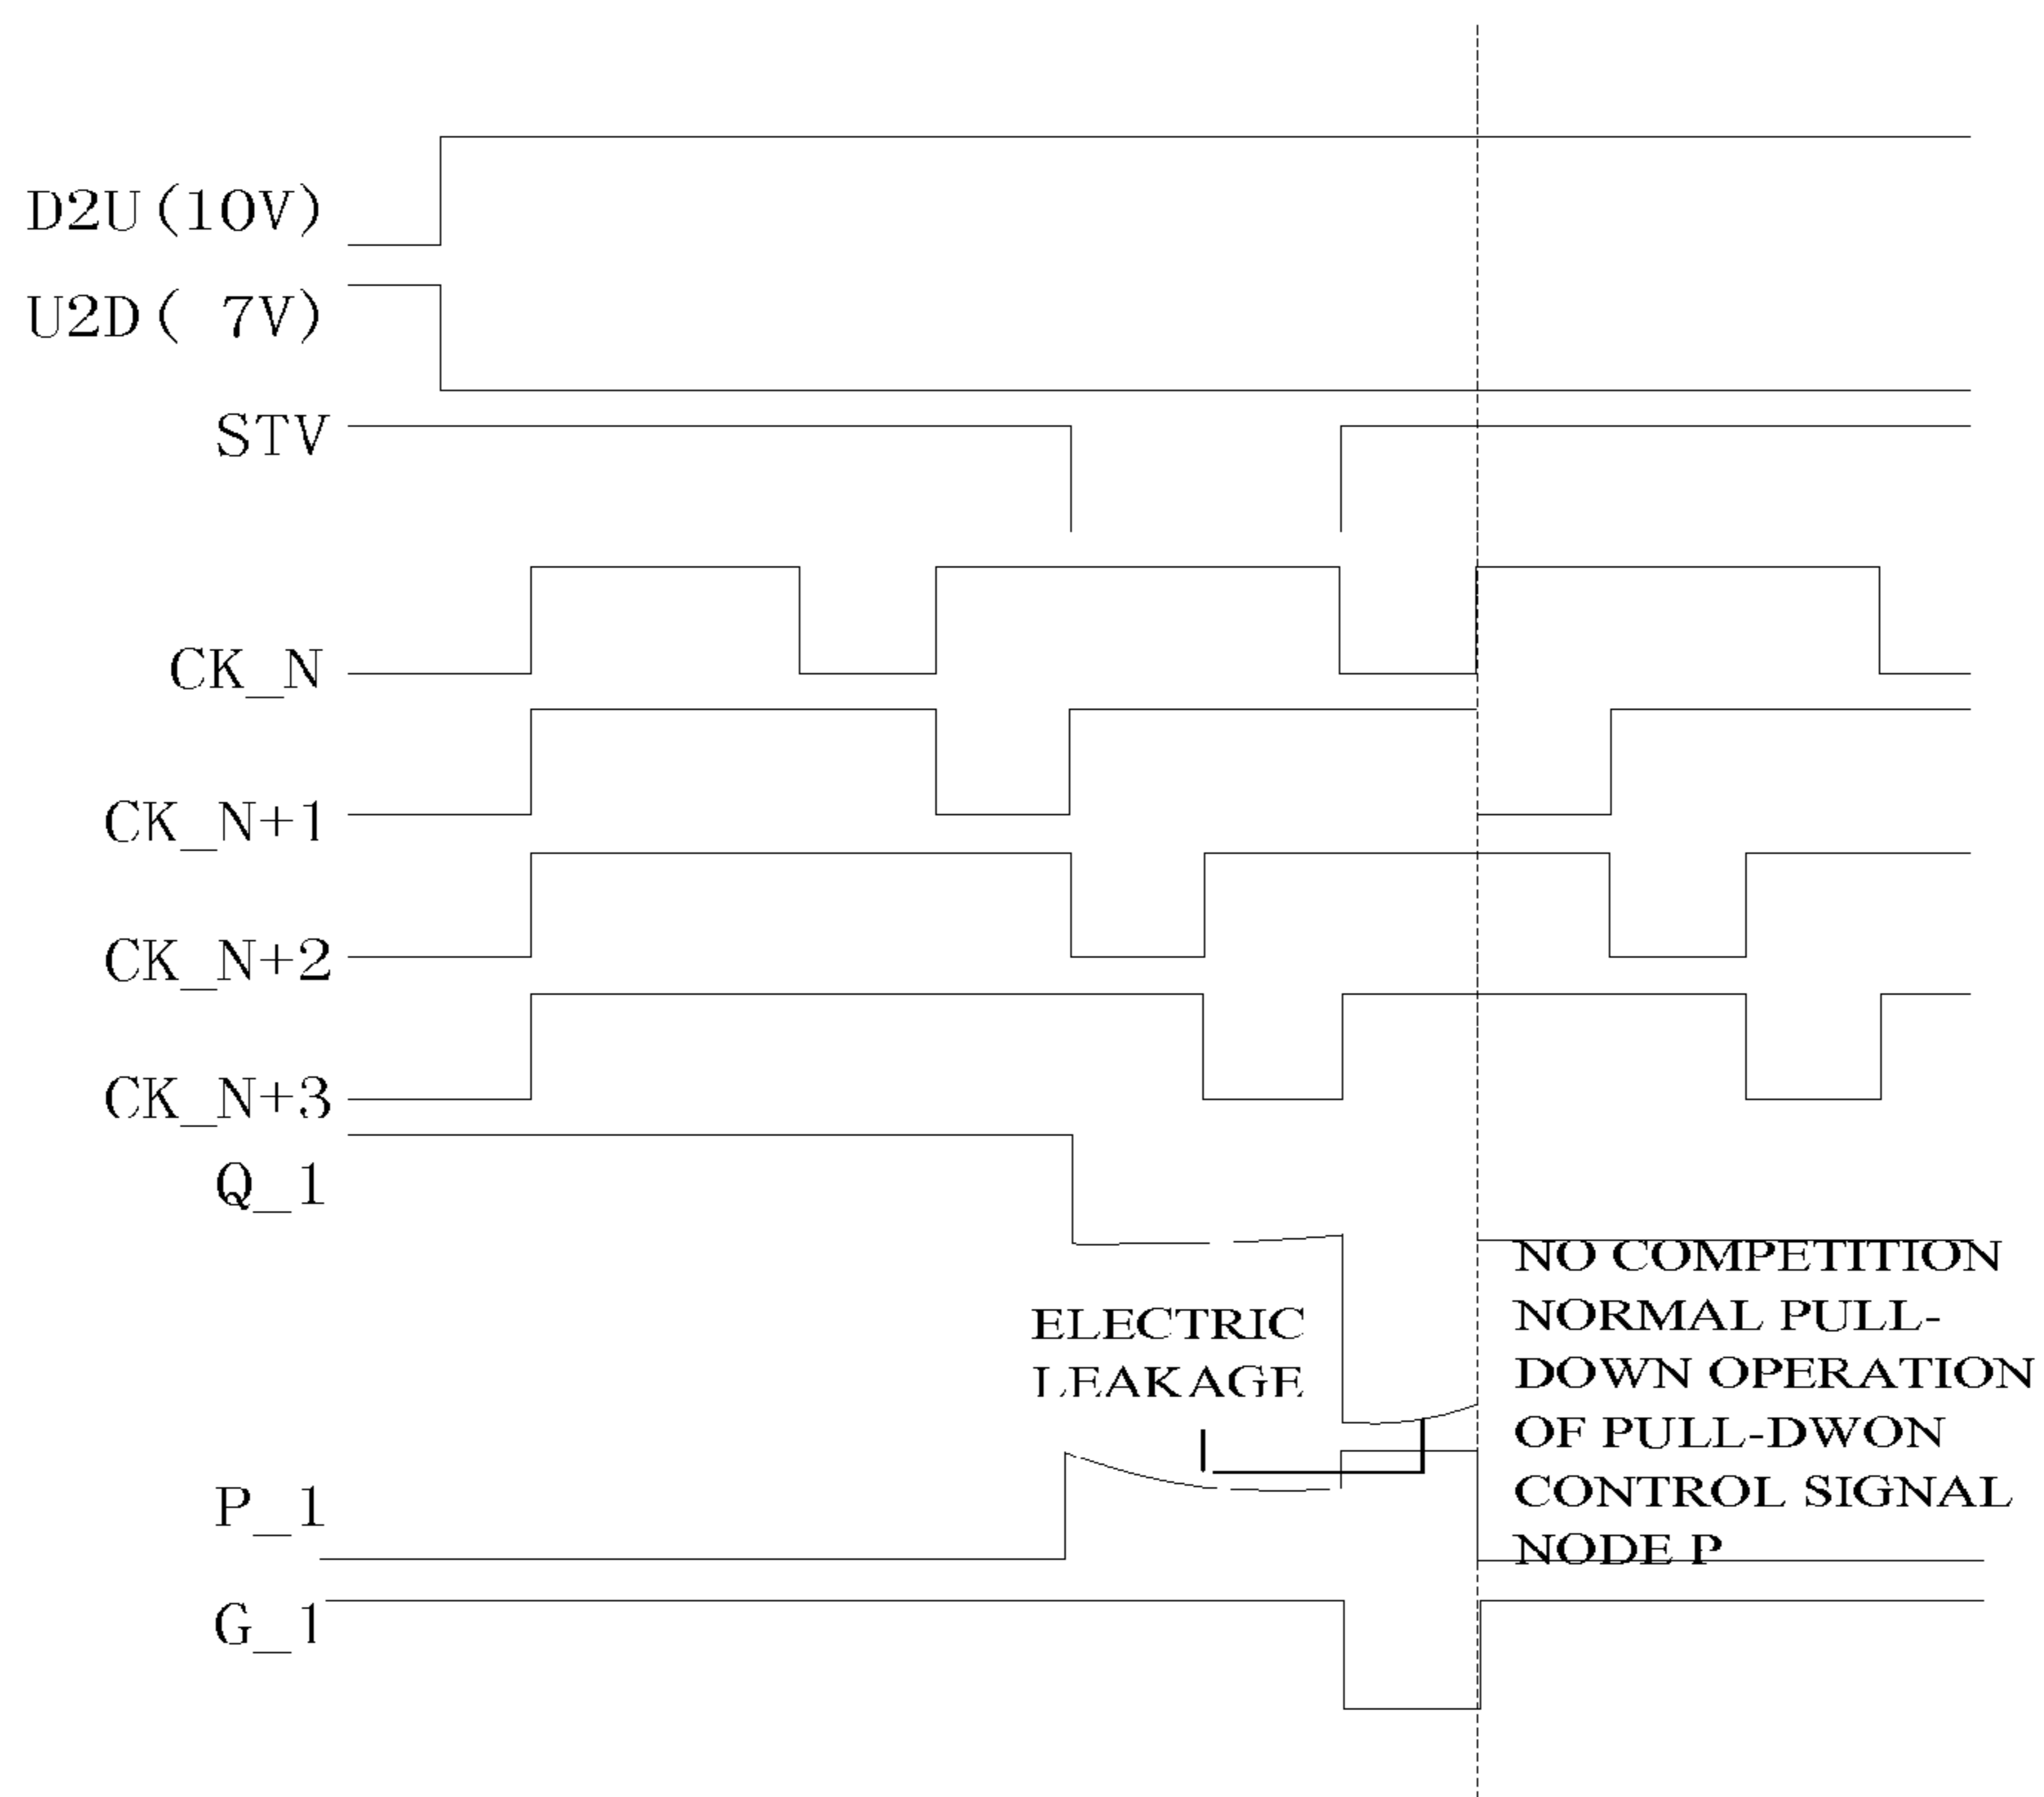 D2U(10V)
U2D( 7V)
STV
CK_N
CK_N+1
CK_N+2
CK_N+3
Q_1
NO COMPETITION
NORMAL PULL-
DOWN OPERATION
OF PULL-DWON
CONTROL SIGNAL
NODE P
ELECTRIC
LEAKAGE
P_1
G_1